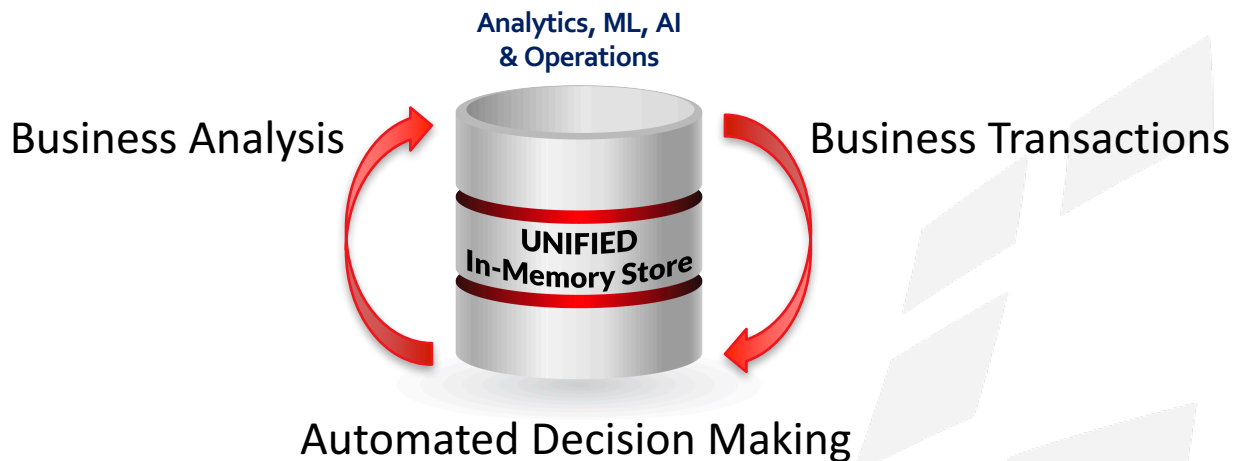 Analytics, ML, AI
& Operations
Business Analysis
Business Transactions
UNIFIED
In-Memory Store
Automated Decision Making